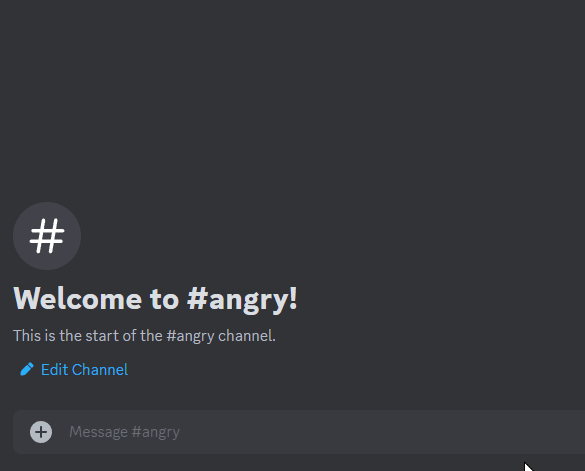 #
Welcome to #angry!
This is the start of the #angry channel.
Edit Channel
Message #angry